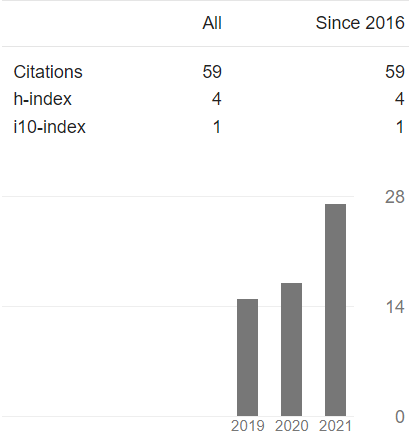 All Since 2016
Citations 59 59
h-index 4 4
i10-index 1 1
28
14
0
2019 2020 2021